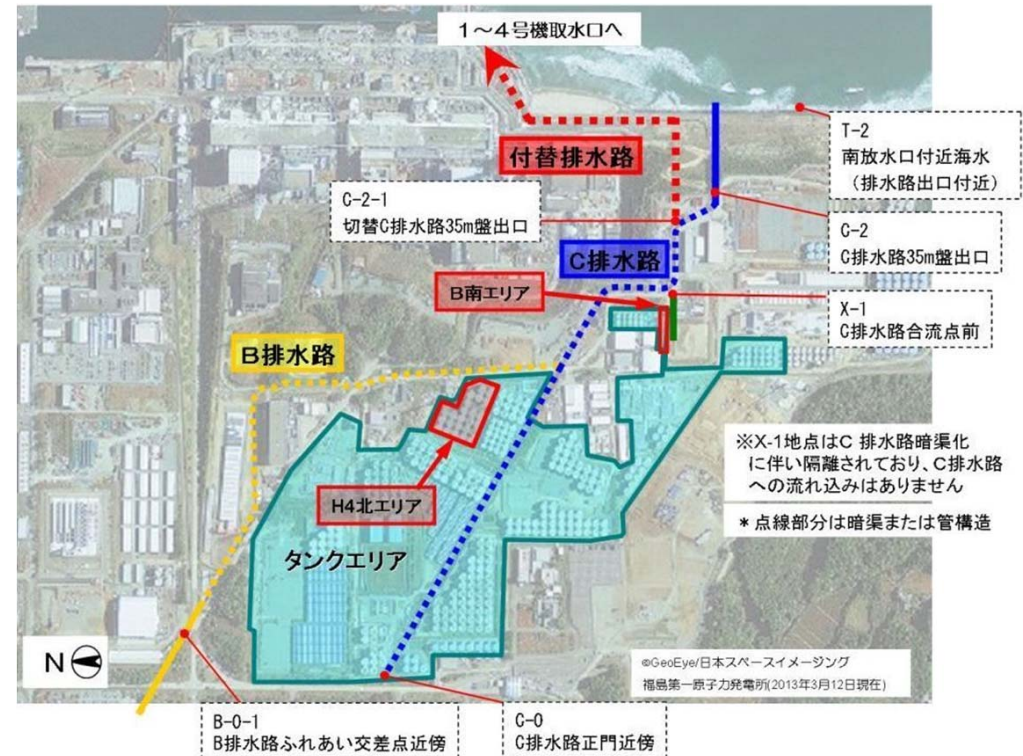 1～4号機取水口へ
付替排水路
T-2
南放水口付近海水
(排水路出口付近)
C-2-1
切替C排水路35m盤出口
C-2
C排水路35m盤出口
C排水路
B南エリア
X-1
C排水路合流点前
B排水路
※X-1地点はC 排水路暗渠化
に伴い隔離されており、C排水路
への流れ込みはありません
H4北エリア
＊点線部分は暗渠または管構造
タンクエリア
N
©GeoEye/日本スペースイメージング
福島第一原子力発電所(2013年3月12日現在)
B-0-1
B排水路ふれあい交差点近傍
C-0
C排水路正門近傍